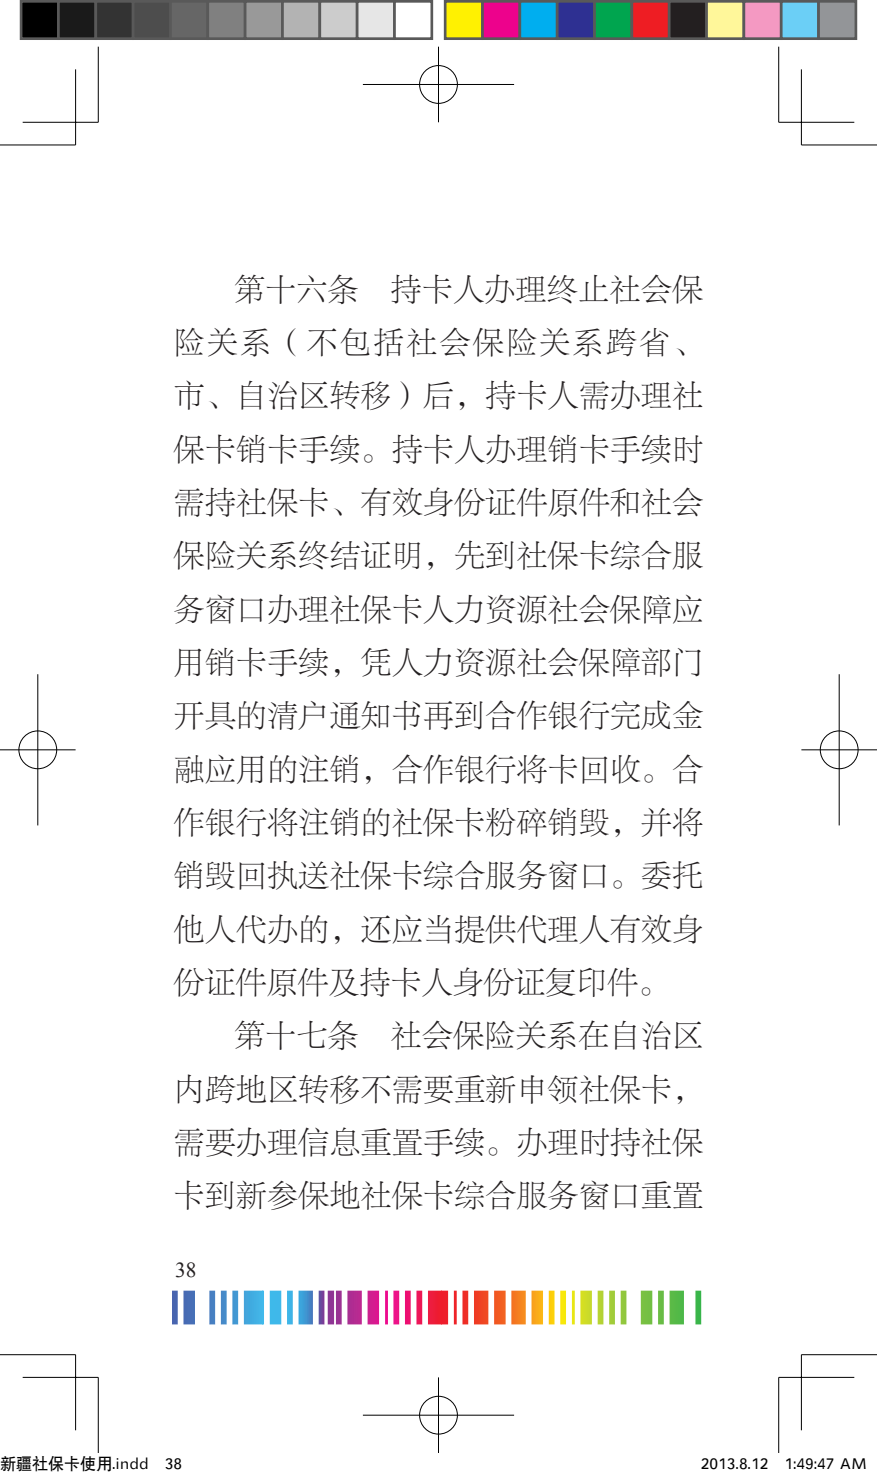 第十六条　持卡人办理终止社会保
险关系（不包括社会保险关系跨省、
市、自治区转移）后，持卡人需办理社
保卡销卡手续。持卡人办理销卡手续时
需持社保卡、有效身份证件原件和社会
保险关系终结证明，先到社保卡综合服
务窗口办理社保卡人力资源社会保障应
用销卡手续，凭人力资源社会保障部门
开具的清户通知书再到合作银行完成金
融应用的注销，合作银行将卡回收。合
作银行将注销的社保卡粉碎销毁，并将
销毁回执送社保卡综合服务窗口。委托
他人代办的，还应当提供代理人有效身
份证件原件及持卡人身份证复印件。
第十七条　社会保险关系在自治区
内跨地区转移不需要重新申领社保卡，
需要办理信息重置手续。办理时持社保
卡到新参保地社保卡综合服务窗口重置
38
新疆社保卡使用.indd 38
2013.8.12 1:49:47 AM